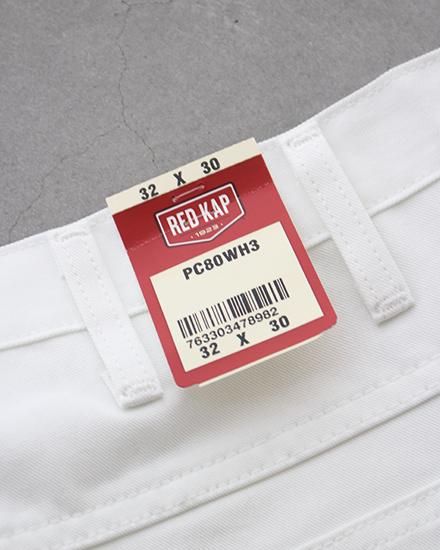 32 X 30
RED KAP
· 1923 ·
PC80WH3
763303478982
32 X 30